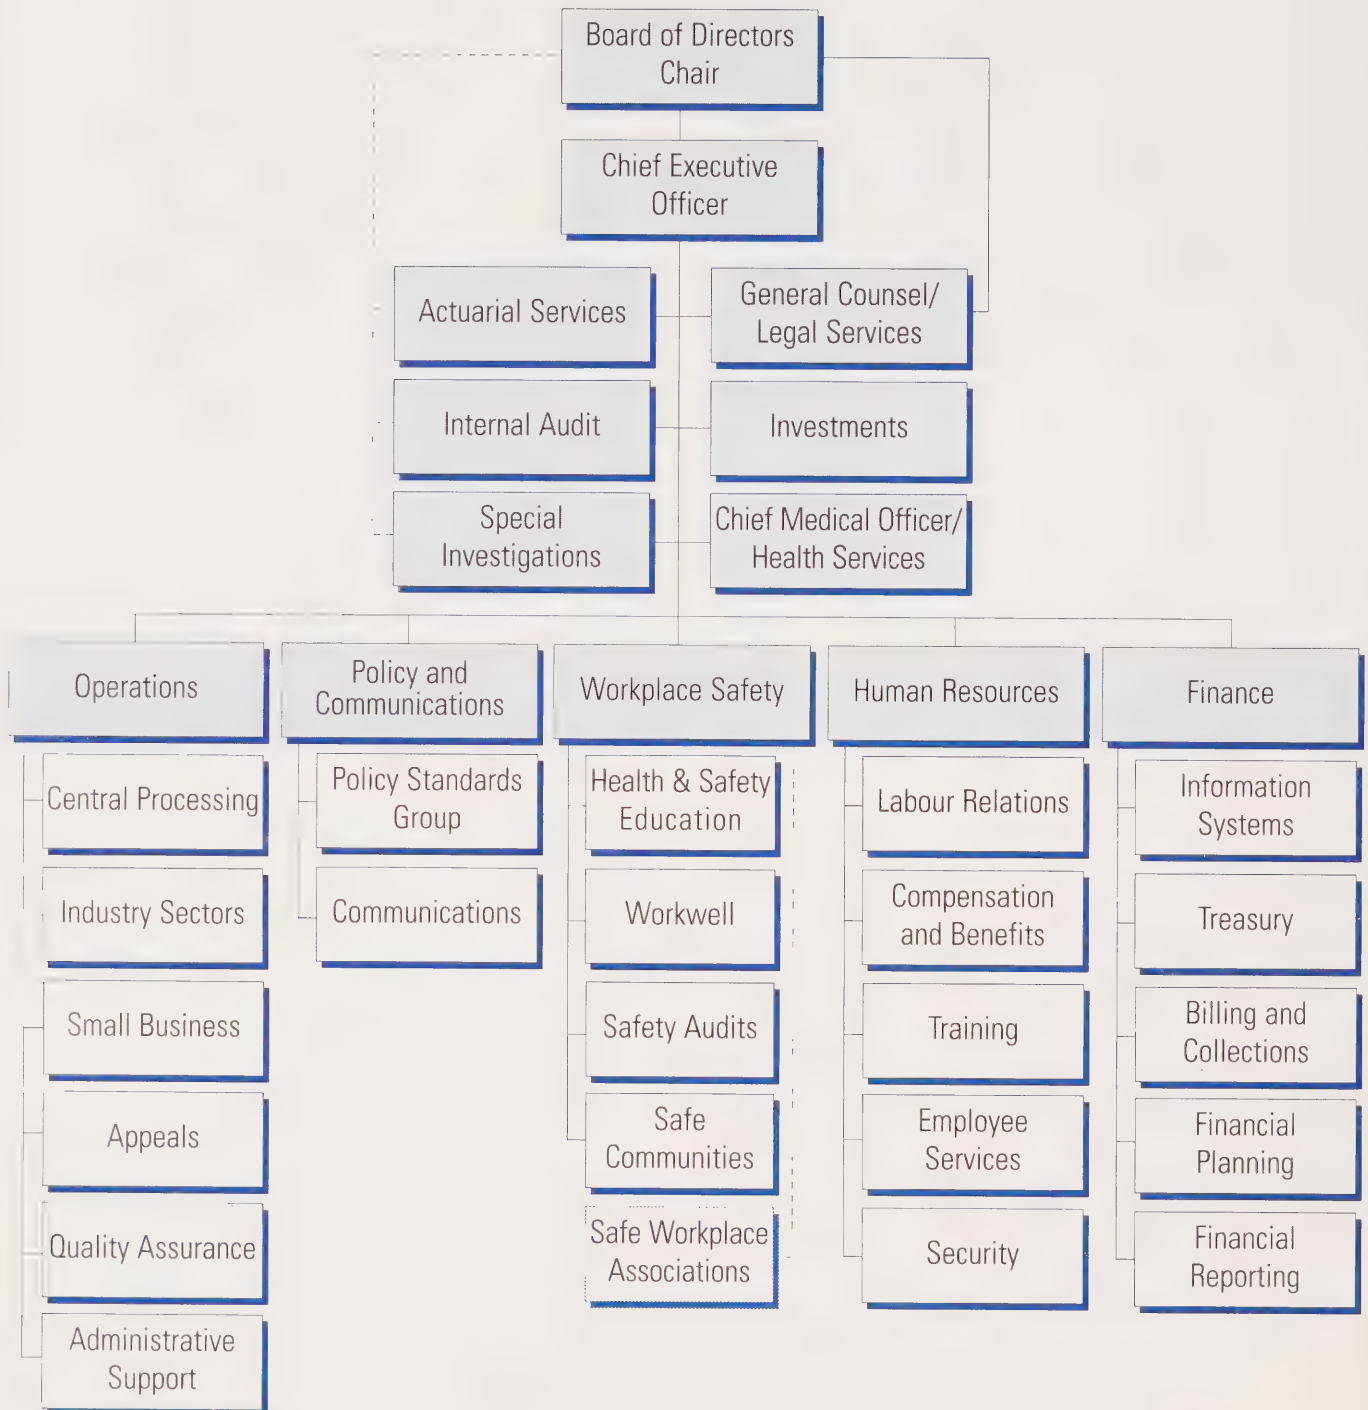 Board of Directors
Chair
Chief Executive
Officer
Actuarial Services
General Counsel/
Legal Services
Internal Audit
Investments
Special
Investigations
Chief Medical Officer/
Health Services
Operations
Policy and
Communications
Workplace Safety
Human Resources
Finance
Central Processing
Industry Sectors
Small Business
Appeals
Quality Assurance
Administrative
Support
Policy Standards
Group
Communications
Health & Safety
Education
Workwell
Safety Audits
Safe
Communities
Safe Workplace
Associations
Labour Relations
Compensation
and Benefits
Training
Employee
Services
Security
Information
Systems
Treasury
Billing and
Collections
Financial
Planning
Financial
Reporting